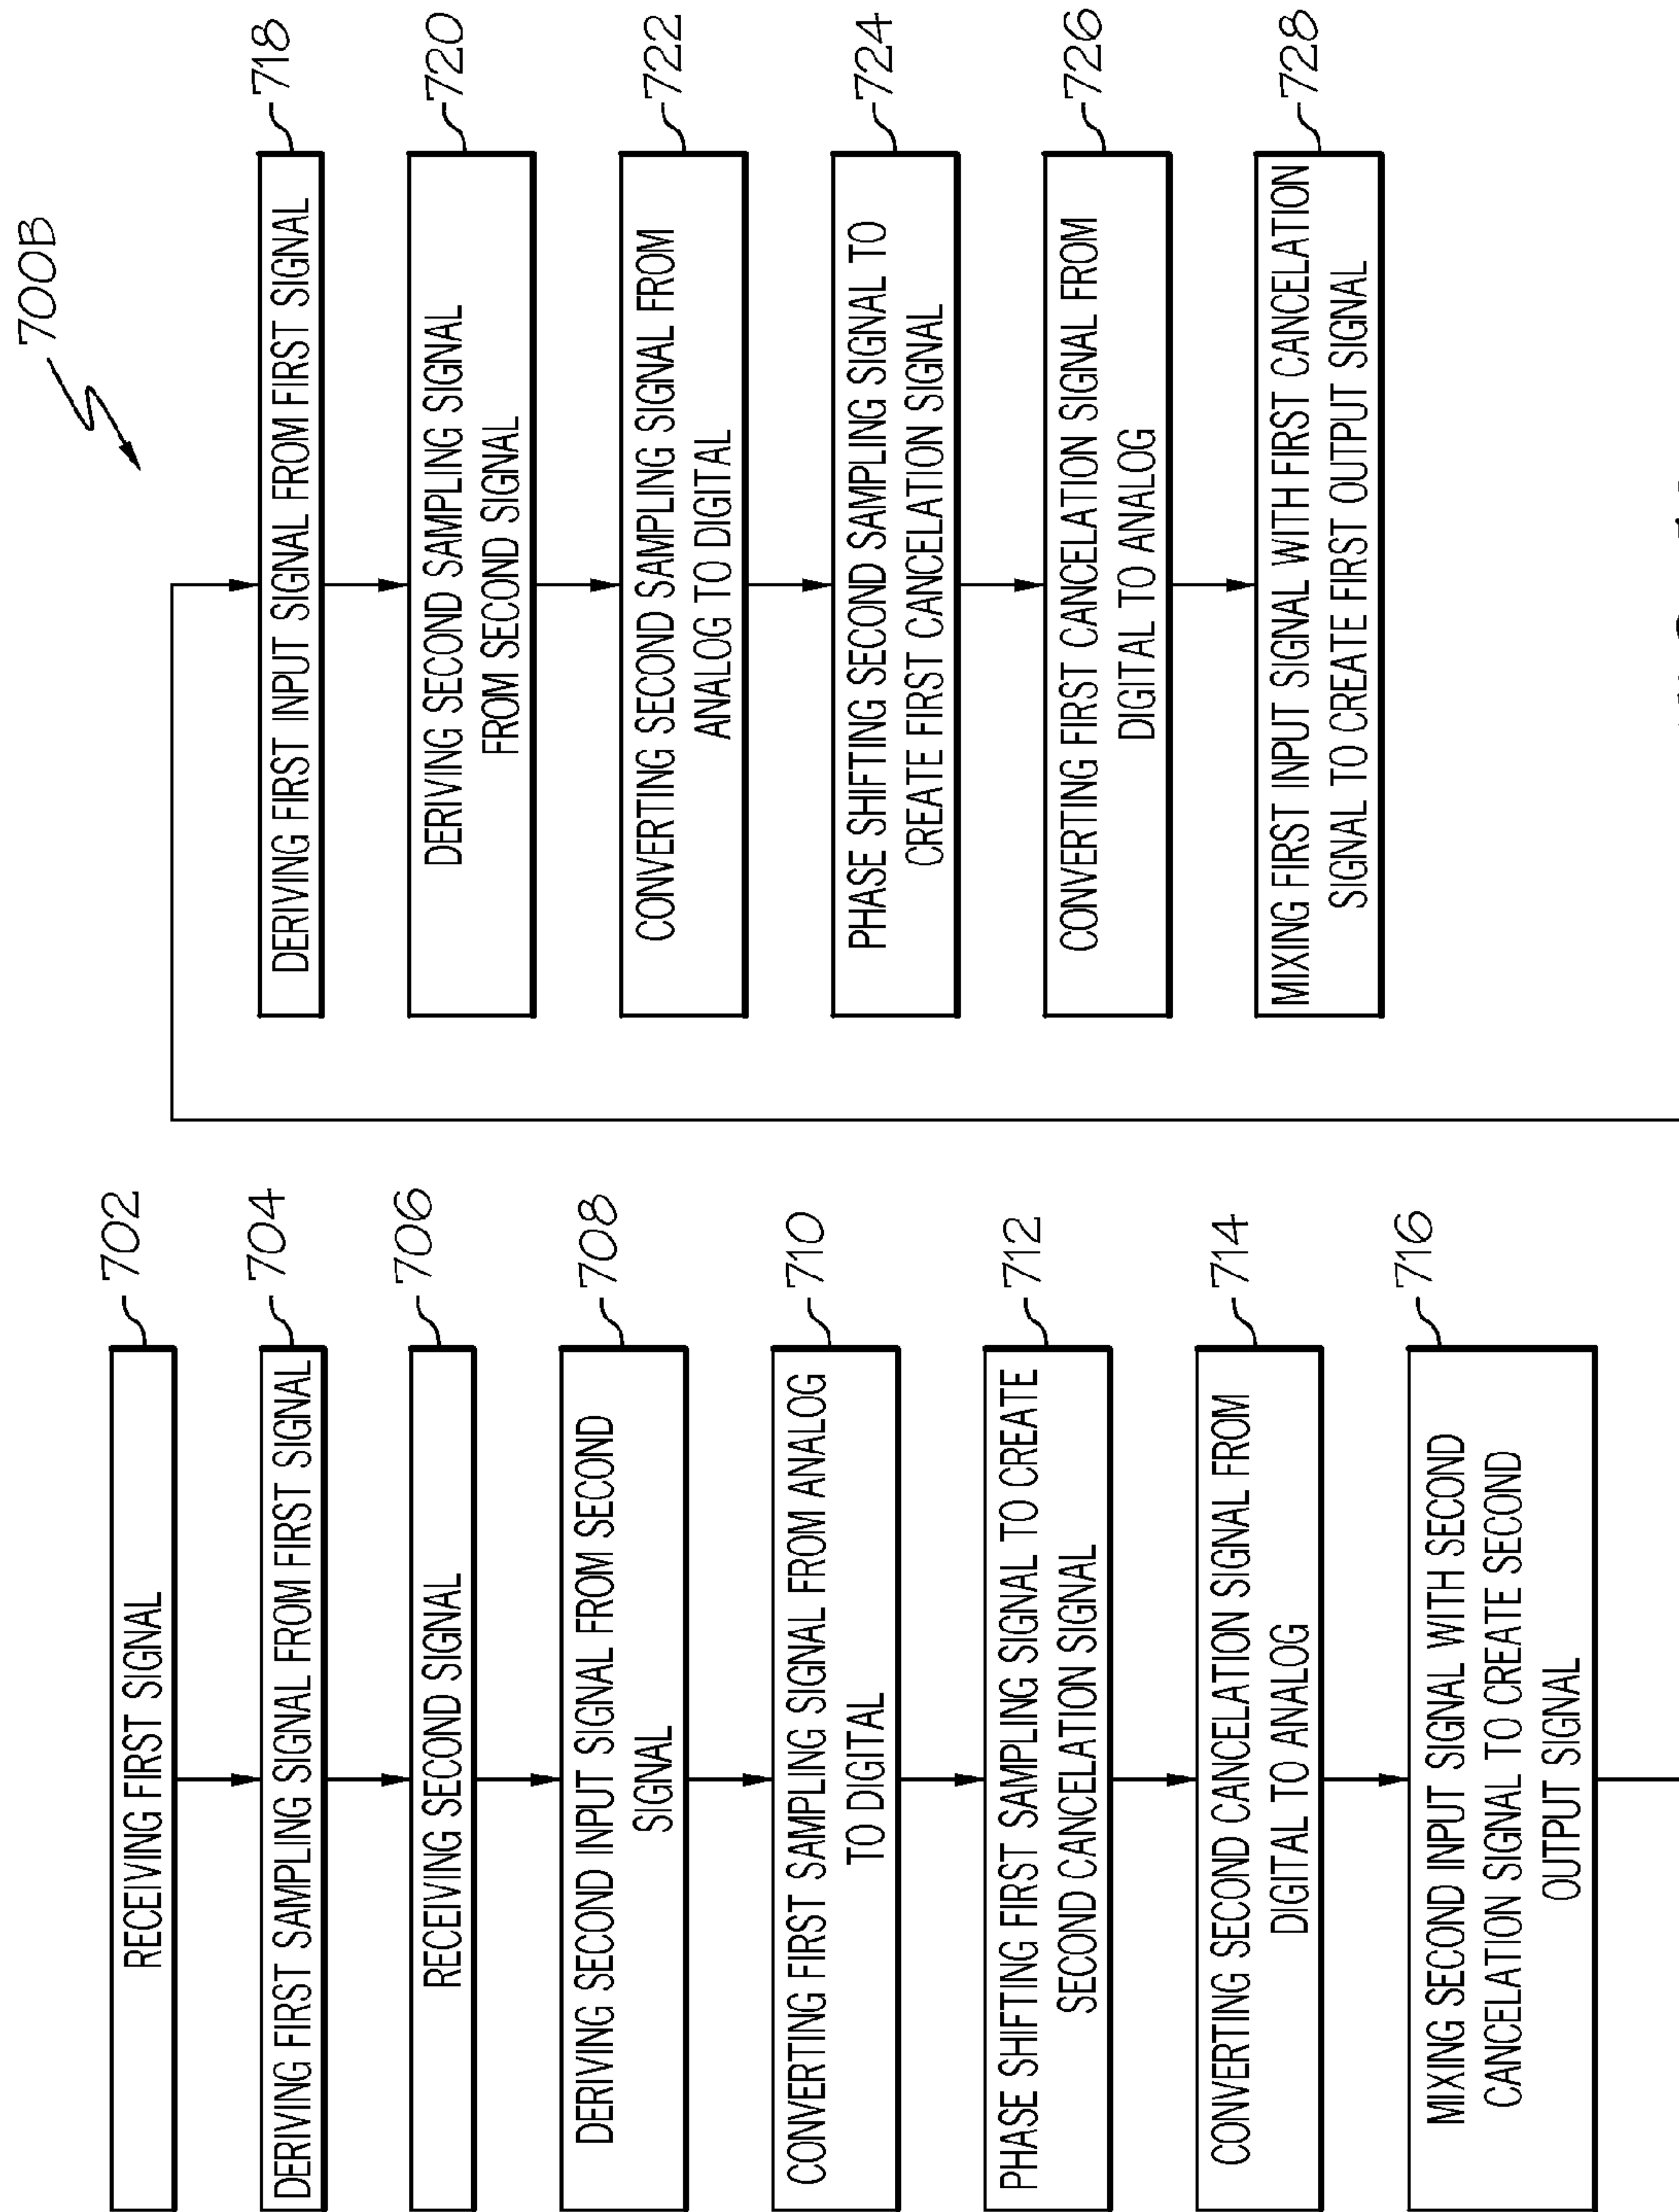 700B
RECEIVING FIRST SIGNAL
702
DERIVING FIRST SAMPLING SIGNAL FROM FIRST SIGNAL
704
RECEIVING SECOND SIGNAL
706
DERIVING SECOND INPUT SIGNAL FROM SECOND
SIGNAL
708
CONVERTING FIRST SAMPLING SIGNAL FROM ANALOG
TO DIGITAL
710
PHASE SHIFTING FIRST SAMPLING SIGNAL TO CREATE
SECOND CANCELATION SIGNAL
712
CONVERTING SECOND CANCELATION SIGNAL FROM
DIGITAL TO ANALOG
714
MIXING SECOND INPUT SIGNAL WITH SECOND
CANCELATION SIGNAL TO CREATE SECOND
OUTPUT SIGNAL
716
DERIVING FIRST INPUT SIGNAL FROM FIRST SIGNAL
718
DERIVING SECOND SAMPLING SIGNAL
FROM SECOND SIGNAL
720
CONVERTING SECOND SAMPLING SIGNAL FROM
ANALOG TO DIGITAL
722
PHASE SHIFTING SECOND SAMPLING SIGNAL TO
CREATE FIRST CANCELATION SIGNAL
724
CONVERTING FIRST CANCELATION SIGNAL FROM
DIGITAL TO ANALOG
726
MIXING FIRST INPUT SIGNAL WITH FIRST CANCELATION
SIGNAL TO CREATE FIRST OUTPUT SIGNAL
728